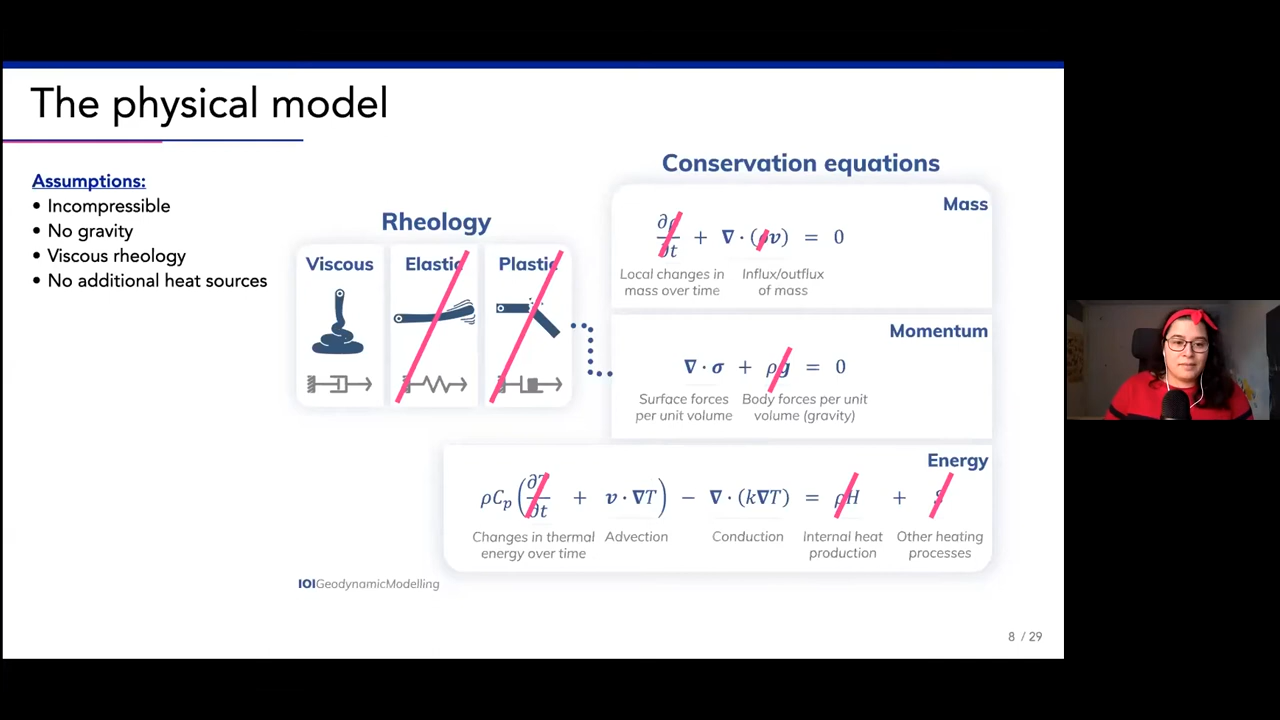 The physical model
Assumptions:
• Incompressible
• No gravity
• Viscous rheology
• No additional heat sources
Rheology
Viscous
Elastic
Plastic
Conservation equations
Mass
∂ρ/∂t + ∇ · (ρv) = 0
Local changes in mass over time
Influx/outflux of mass
Momentum
∇ · σ + ρg = 0
Surface forces per unit volume
Body forces per unit volume (gravity)
Energy
ρCp(∂T/∂t + v · ∇T) − ∇ · (k∇T) = ρH + S
Changes in thermal energy over time
Advection
Conduction
Internal heat production
Other heating processes
IOIGeodynamicModelling
8 / 29